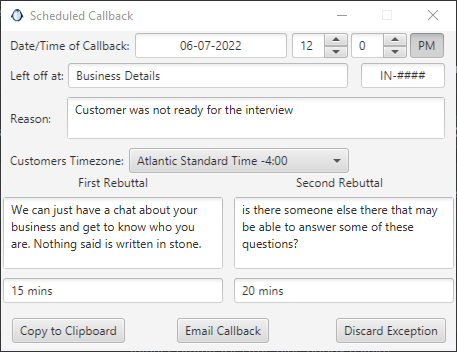 Scheduled Callback
Date/Time of Callback: 06-07-2022 12 0 PM
Left off at: Business Details IN-####
Reason: Customer was not ready for the interview
Customers Timezone: Atlantic Standard Time -4:00
First Rebuttal Second Rebuttal
We can just have a chat about your
business and get to know who you
are. Nothing said is written in stone.
is there someone else there that may
be able to answer some of these
questions?
15 mins 20 mins
Copy to Clipboard Email Callback Discard Exception